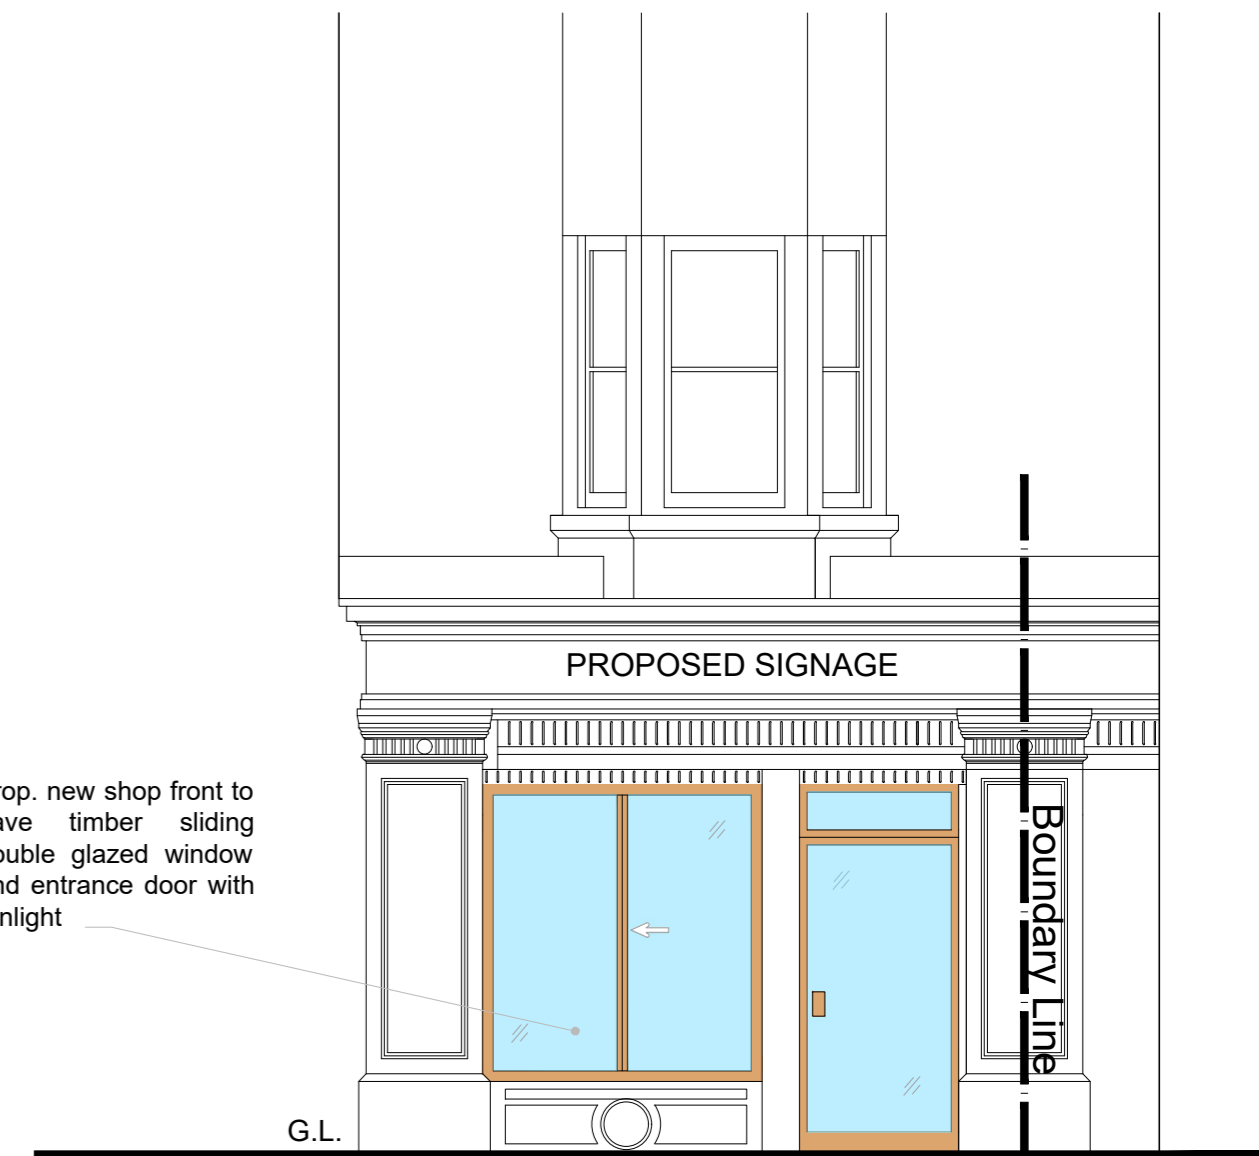 PROPOSED SIGNAGE
rop. new shop front to
ave timber sliding
ouble glazed window
nd entrance door with
nlight
Boundary Line
G.L.